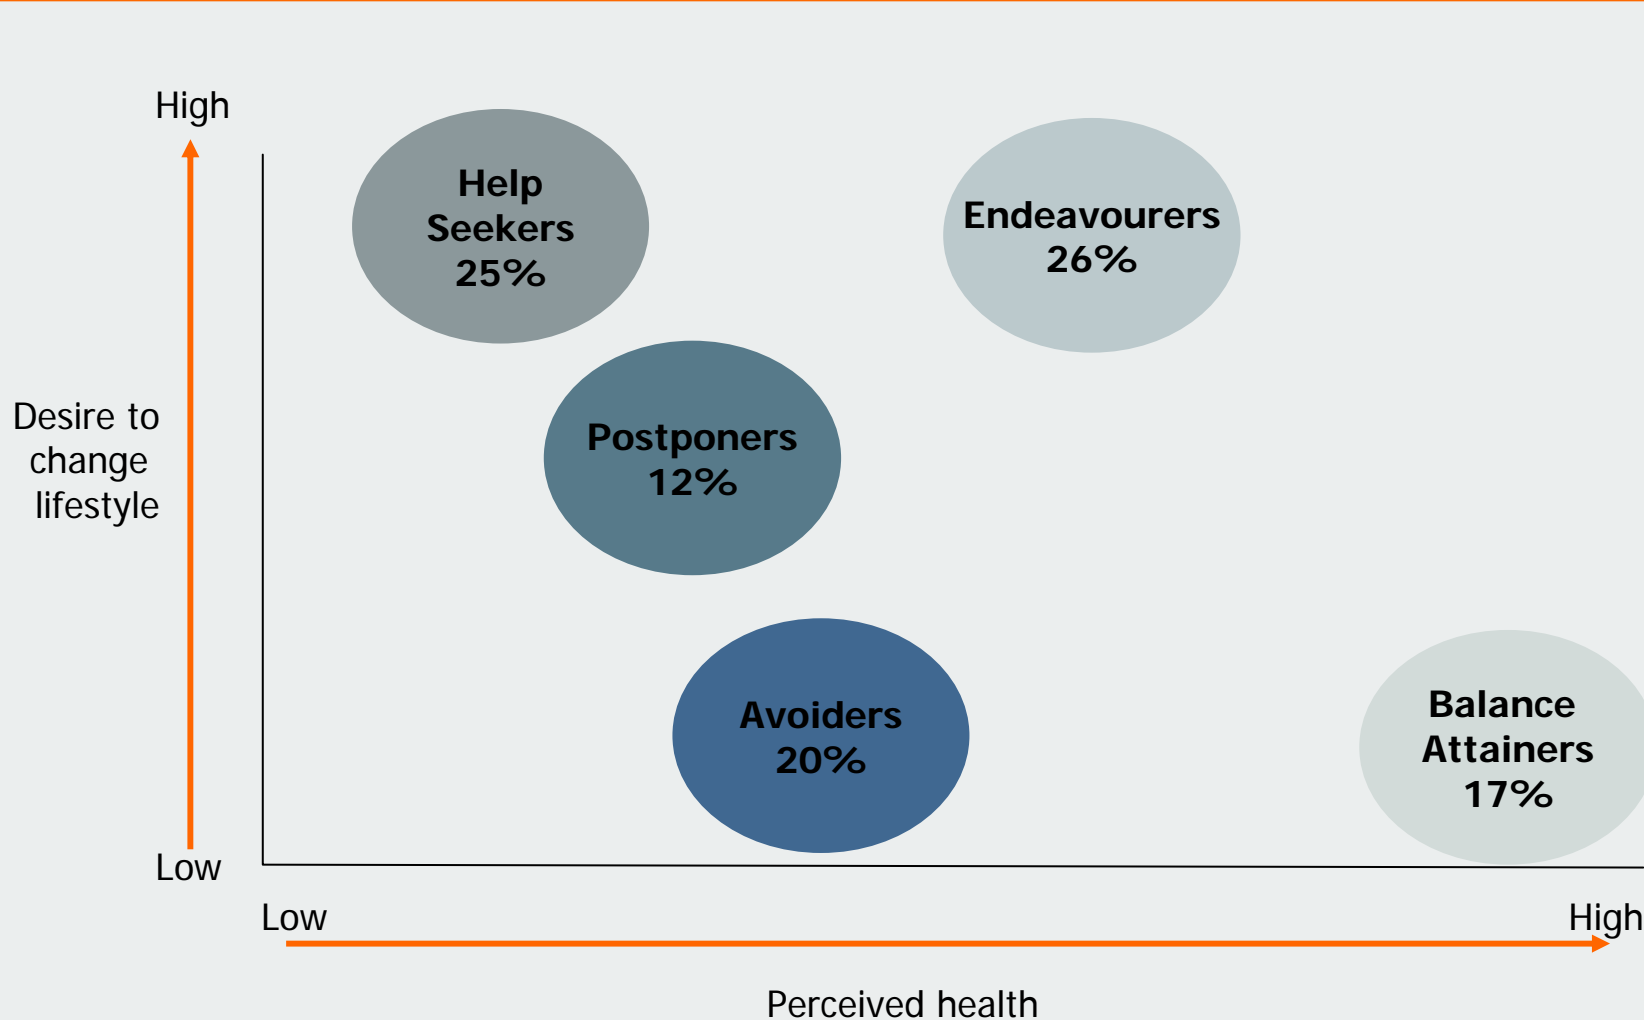 High
Help
Seekers
25%
Endeavourers
26%
Desire to
change
lifestyle
Postponers
12%
Avoiders
20%
Balance
Attainers
17%
Low
Low
High
Perceived health